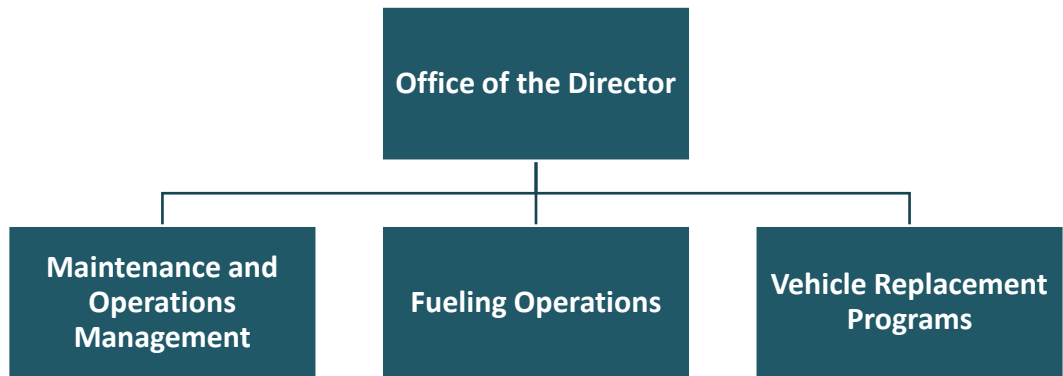 Office of the Director
Maintenance and
Operations
Management
Fueling Operations
Vehicle Replacement
Programs